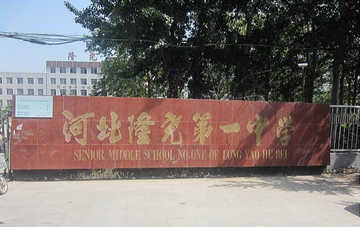 河北隆尧第一中学
SENIOR MIDDLE SCHOOL NO.ONE OF LONG YAO HE BEI